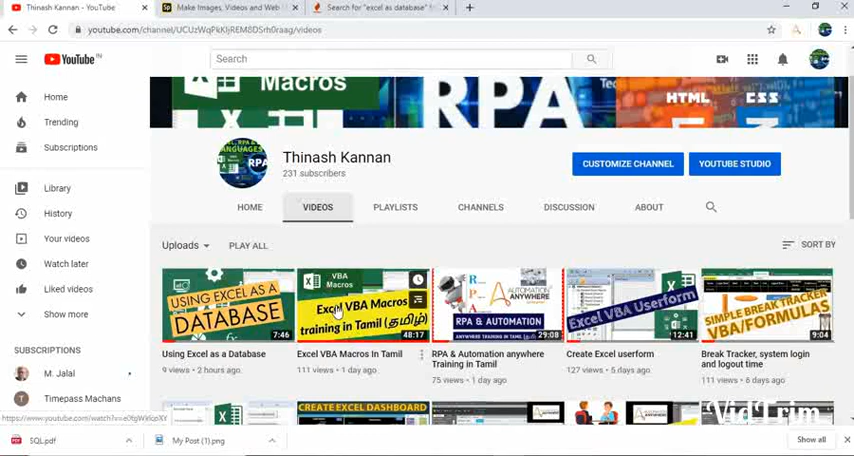 Thinash Kannan - YouTube
Make Images, Videos and Web
Search for "excel as database"
youtube.com/channel/UCUzWqPkKIjREM8DSrh0raag/videos
YouTube IN
Search
Macros
RPA
HTML
CSS
Home
Trending
Subscriptions
Library
History
Your videos
Watch later
Liked videos
Show more
SUBSCRIPTIONS
M. Jalal
Timepass Machans
Thinash Kannan
231 subscribers
CUSTOMIZE CHANNEL
YOUTUBE STUDIO
HOME
VIDEOS
PLAYLISTS
CHANNELS
DISCUSSION
ABOUT
Uploads
PLAY ALL
SORT BY
USING EXCEL AS A
DATABASE
7:46
Using Excel as a Database
9 views • 2 hours ago
VBA
Macros
Excel VBA Macros
training in Tamil (தமிழ்)
48:17
Excel VBA Macros In Tamil
111 views • 1 day ago
RPA
AUTOMATION
ANYWHERE
RPA & AUTOMATION
ANYWHERE TRAINING IN TAMIL
29:08
RPA & Automation anywhere
Training in Tamil
75 views • 1 day ago
Excel VBA Userform
12:41
Create Excel userform
127 views • 5 days ago
SIMPLE BREAK TRACKER
VBA/FORMULAS
9:04
Break Tracker, system login
and logout time
111 views • 6 days ago
CREATE EXCEL DASHBOARD
VidTrim
SQL.pdf
My Post (1).png
Show all